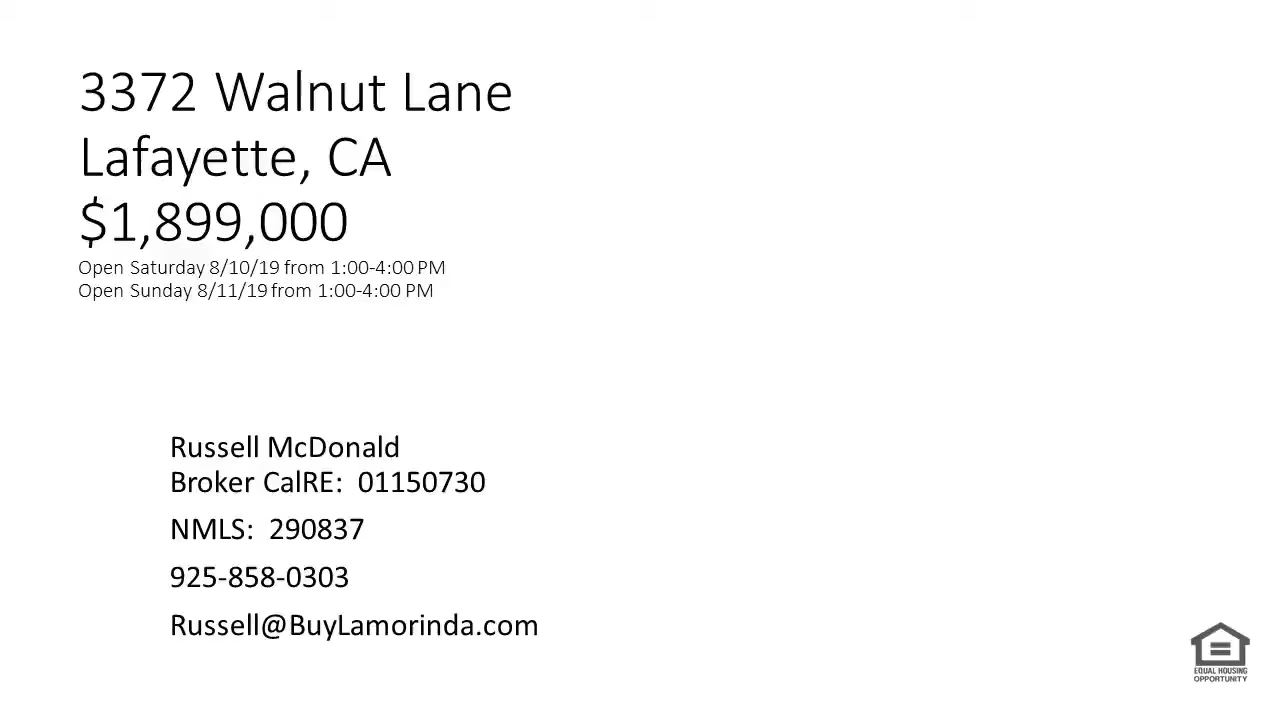 3372 Walnut Lane
Lafayette, CA
$1,899,000
Open Saturday 8/10/19 from 1:00-4:00 PM
Open Sunday 8/11/19 from 1:00-4:00 PM
Russell McDonald
Broker CalRE:  01150730
NMLS:  290837
925-858-0303
Russell@BuyLamorinda.com
EQUAL HOUSING
OPPORTUNITY